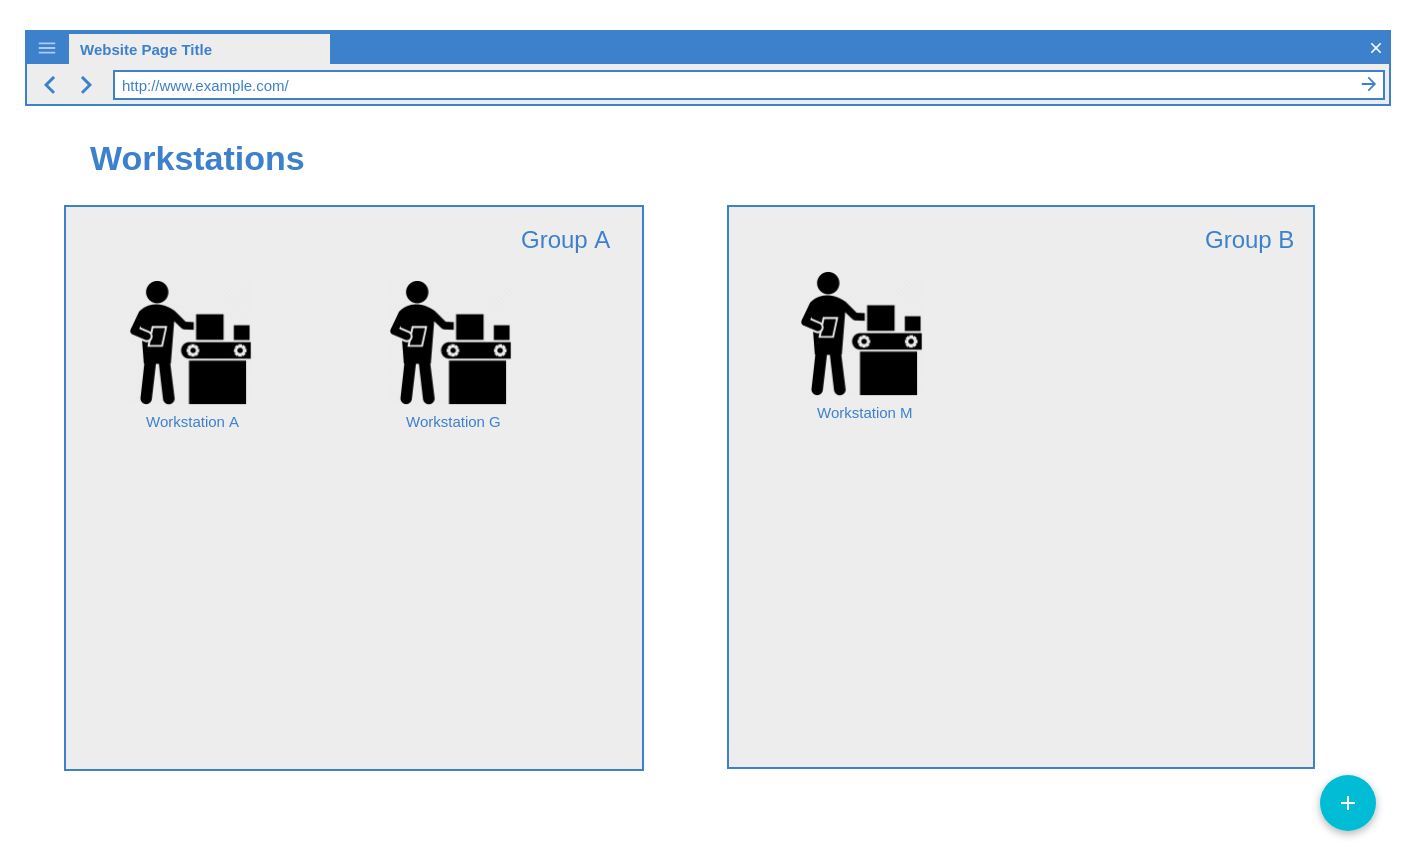 Website Page Title
http://www.example.com/
Workstations
Group A
Workstation A
Workstation G
Group B
Workstation M